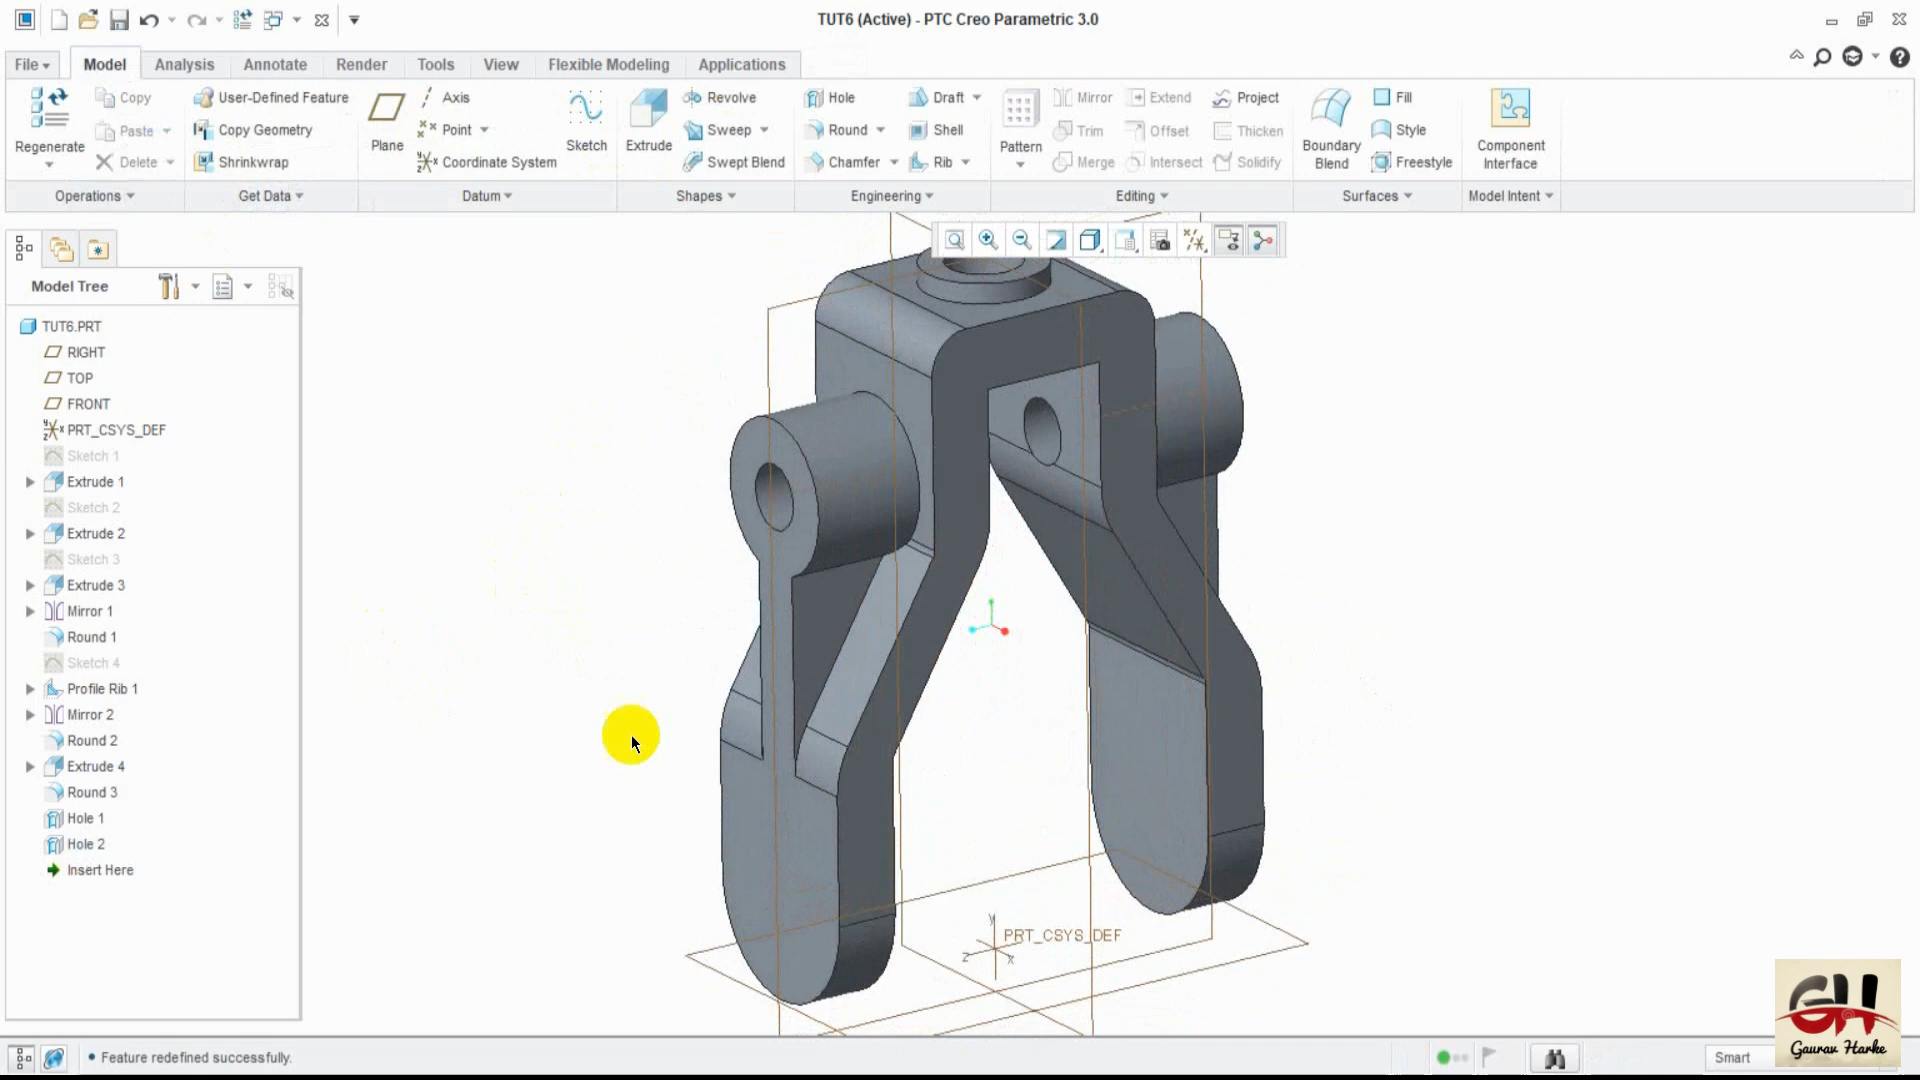 TUT6 (Active) - PTC Creo Parametric 3.0
File Model Analysis Annotate Render Tools View Flexible Modeling Applications
Regenerate
Copy
Paste
Delete
Operations
User-Defined Feature
Copy Geometry
Shrinkwrap
Get Data
Plane
Axis
Point
Coordinate System
Sketch
Datum
Extrude
Revolve
Sweep
Swept Blend
Shapes
Hole
Round
Chamfer
Draft
Shell
Rib
Engineering
Pattern
Mirror
Trim
Merge
Extend
Offset
Intersect
Project
Thicken
Solidify
Editing
Boundary
Blend
Fill
Style
Freestyle
Surfaces
Component
Interface
Model Intent
Model Tree
TUT6.PRT
RIGHT
TOP
FRONT
PRT_CSYS_DEF
Sketch 1
Extrude 1
Sketch 2
Extrude 2
Sketch 3
Extrude 3
Mirror 1
Round 1
Sketch 4
Profile Rib 1
Mirror 2
Round 2
Extrude 4
Round 3
Hole 1
Hole 2
Insert Here
y
PRT_CSYS_DEF
z x
• Feature redefined successfully.
Smart
GH
Gaurav Harke